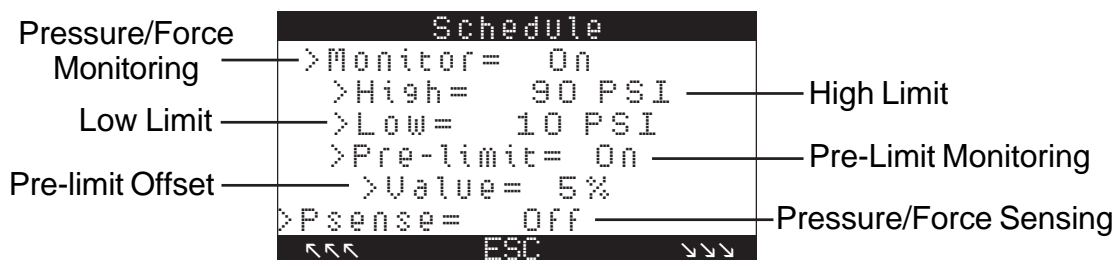 Schedule
Pressure/Force
Monitoring
>Monitor= On
>High= 90 PSI
High Limit
Low Limit
>Low= 10 PSI
>Pre-limit= On
Pre-Limit Monitoring
Pre-limit Offset
>Value= 5%
>Psense= Off
Pressure/Force Sensing
↖↖↖ ESC ↘↘↘